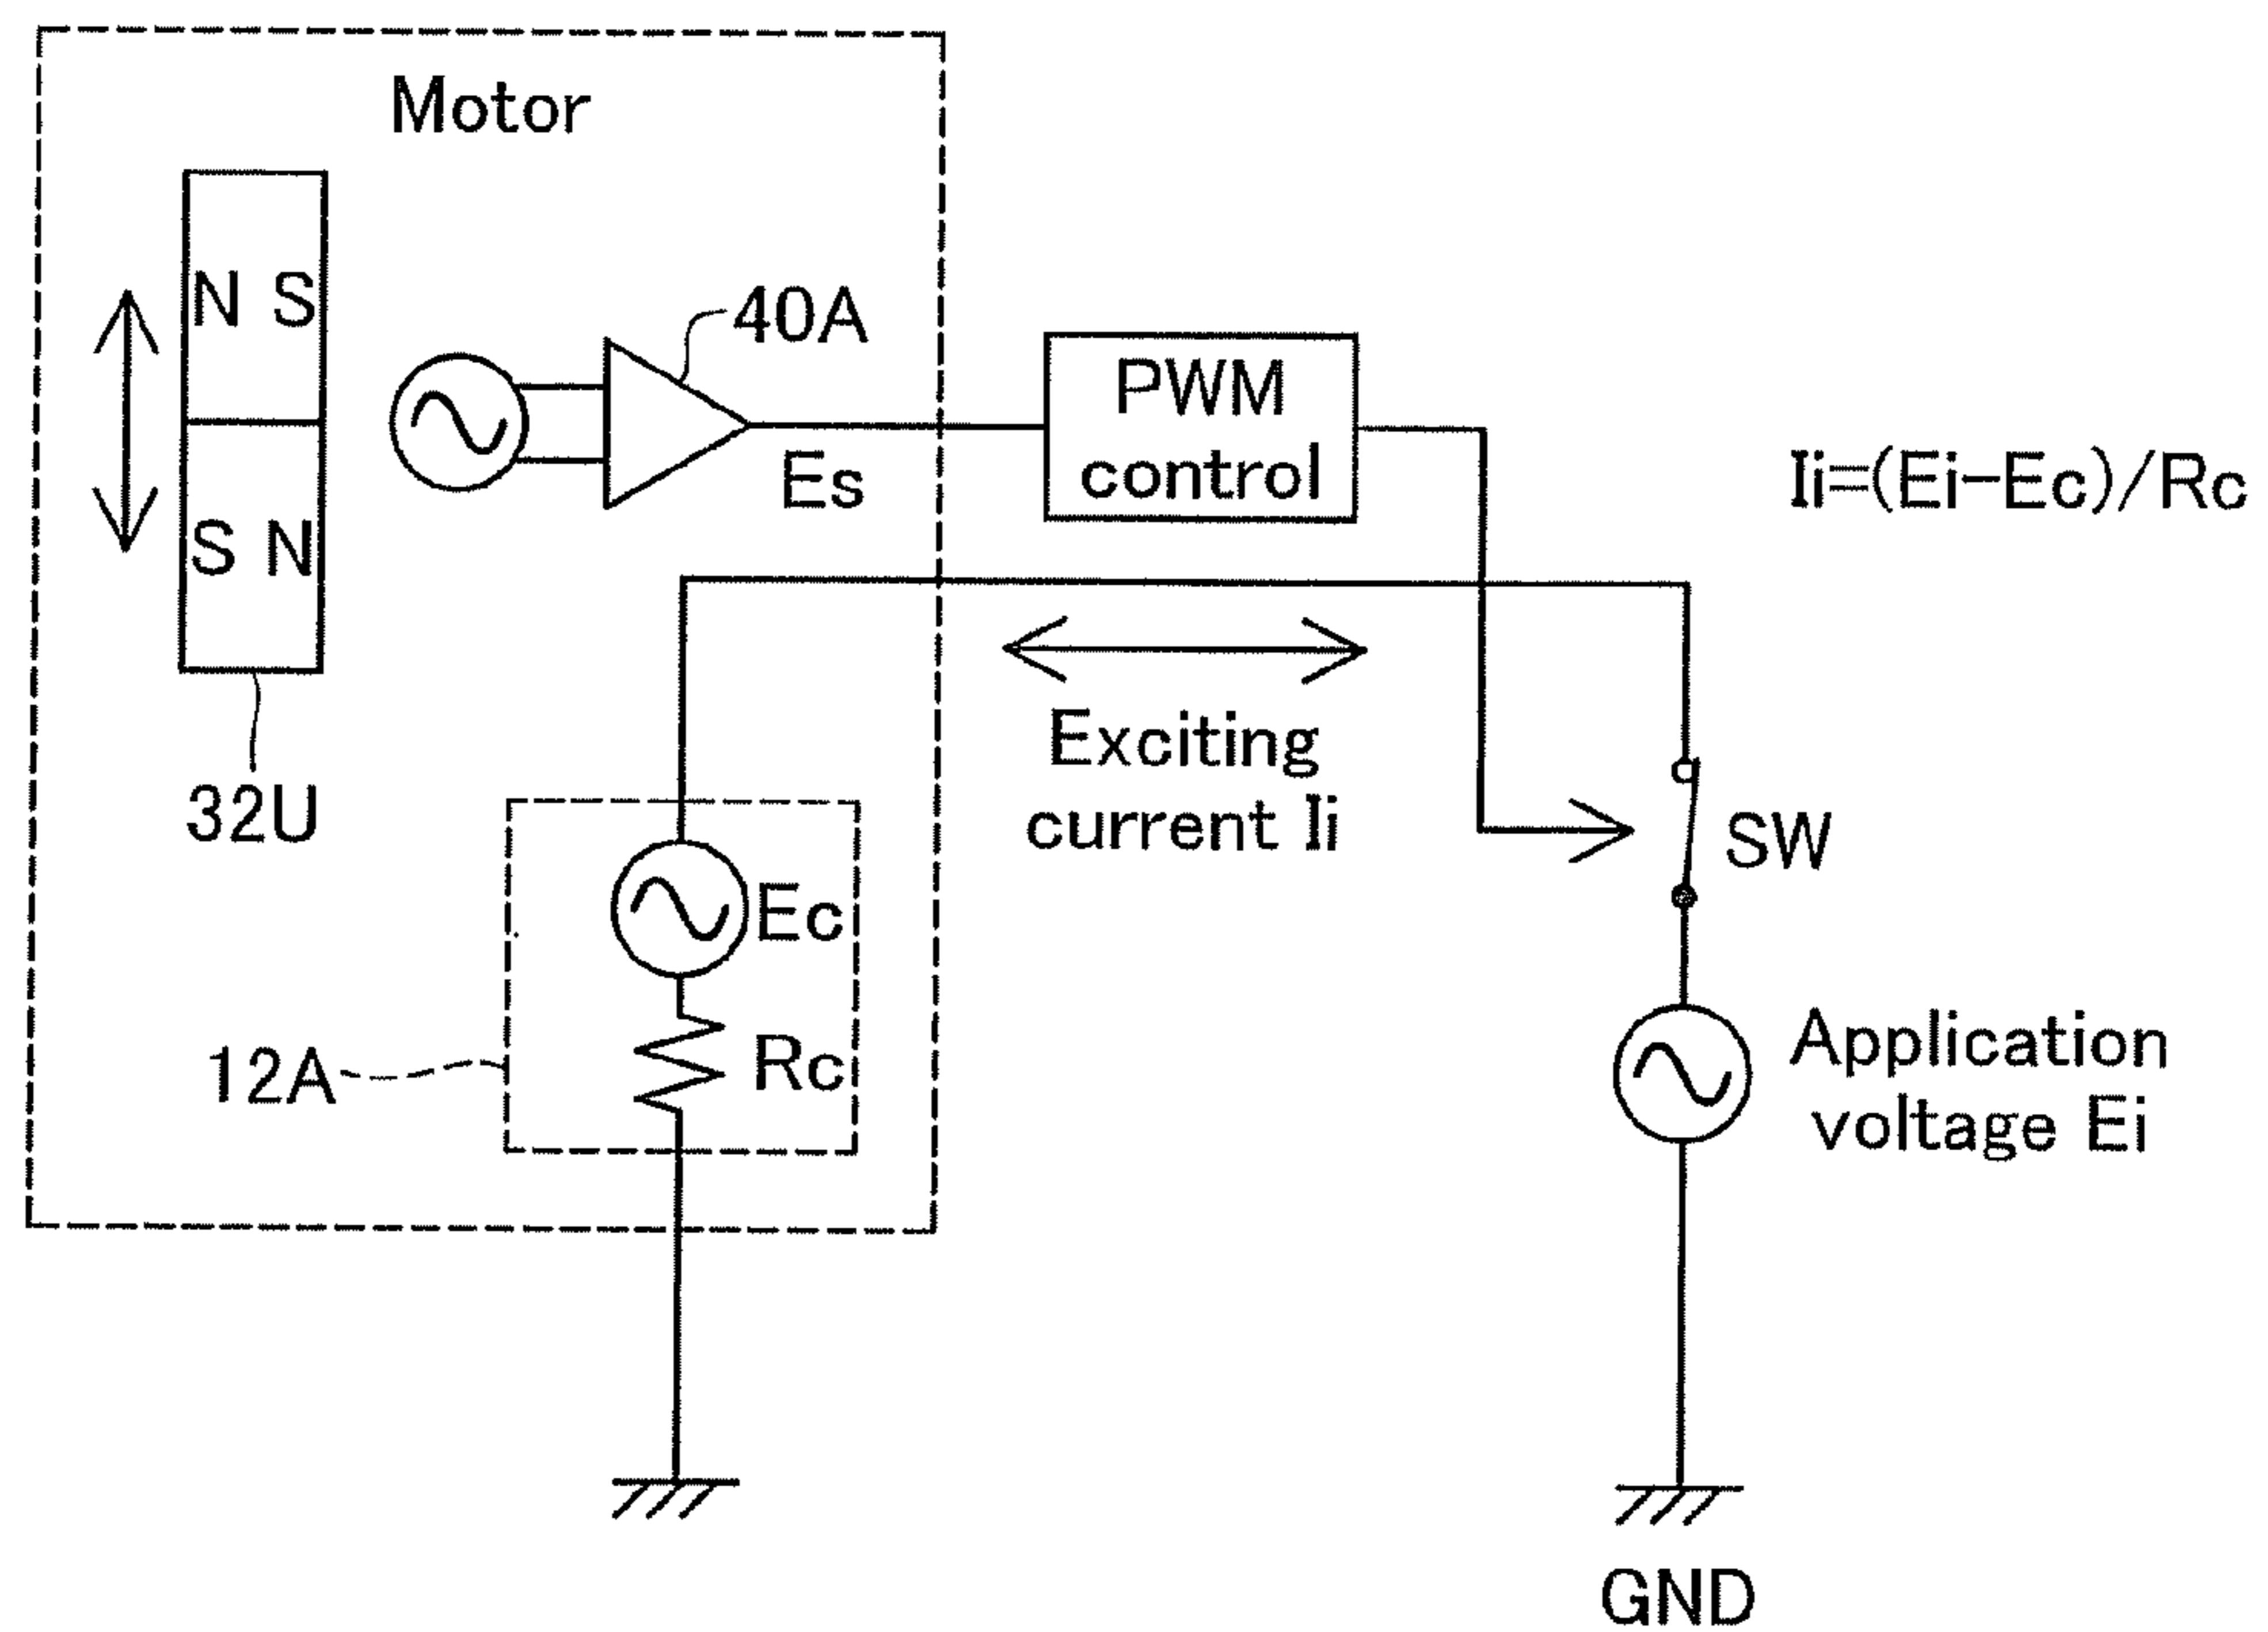 Motor
N S
S N
32U
40A
Es
PWM
control
Ii=(Ei-Ec)/Rc
Exciting
current Ii
SW
Ec
Rc
12A
Application
voltage Ei
GND